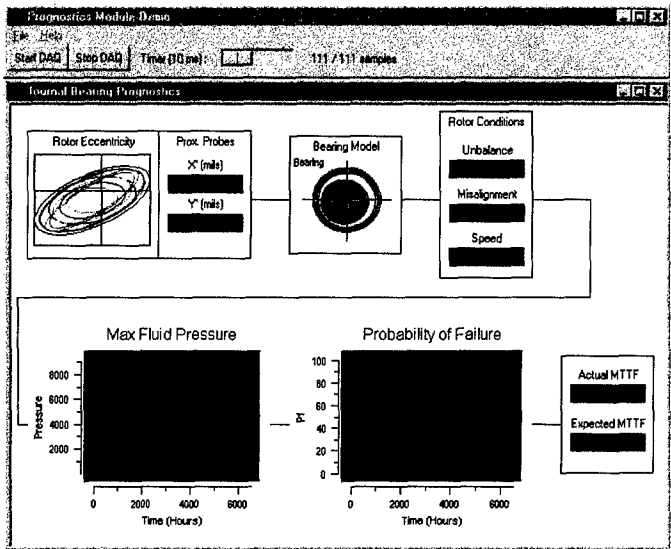 Prognostics Module Demo
File Help
Start DAQ Stop DAQ Timer (10 ms) : 111 / 111 samples
Journal Bearing Prognostics
Rotor Eccentricity
Prox. Probes
X' (mils)
Y' (mils)
Bearing Model
Bearing
Rotor Conditions
Unbalance
Misalignment
Speed
Max Fluid Pressure
Pressure
8000
6000
4000
2000
0 2000 4000 6000
Time (Hours)
Probability of Failure
Pf
100
80
60
40
20
0
0 2000 4000 6000
Time (Hours)
Actual MTTF
Expected MTTF